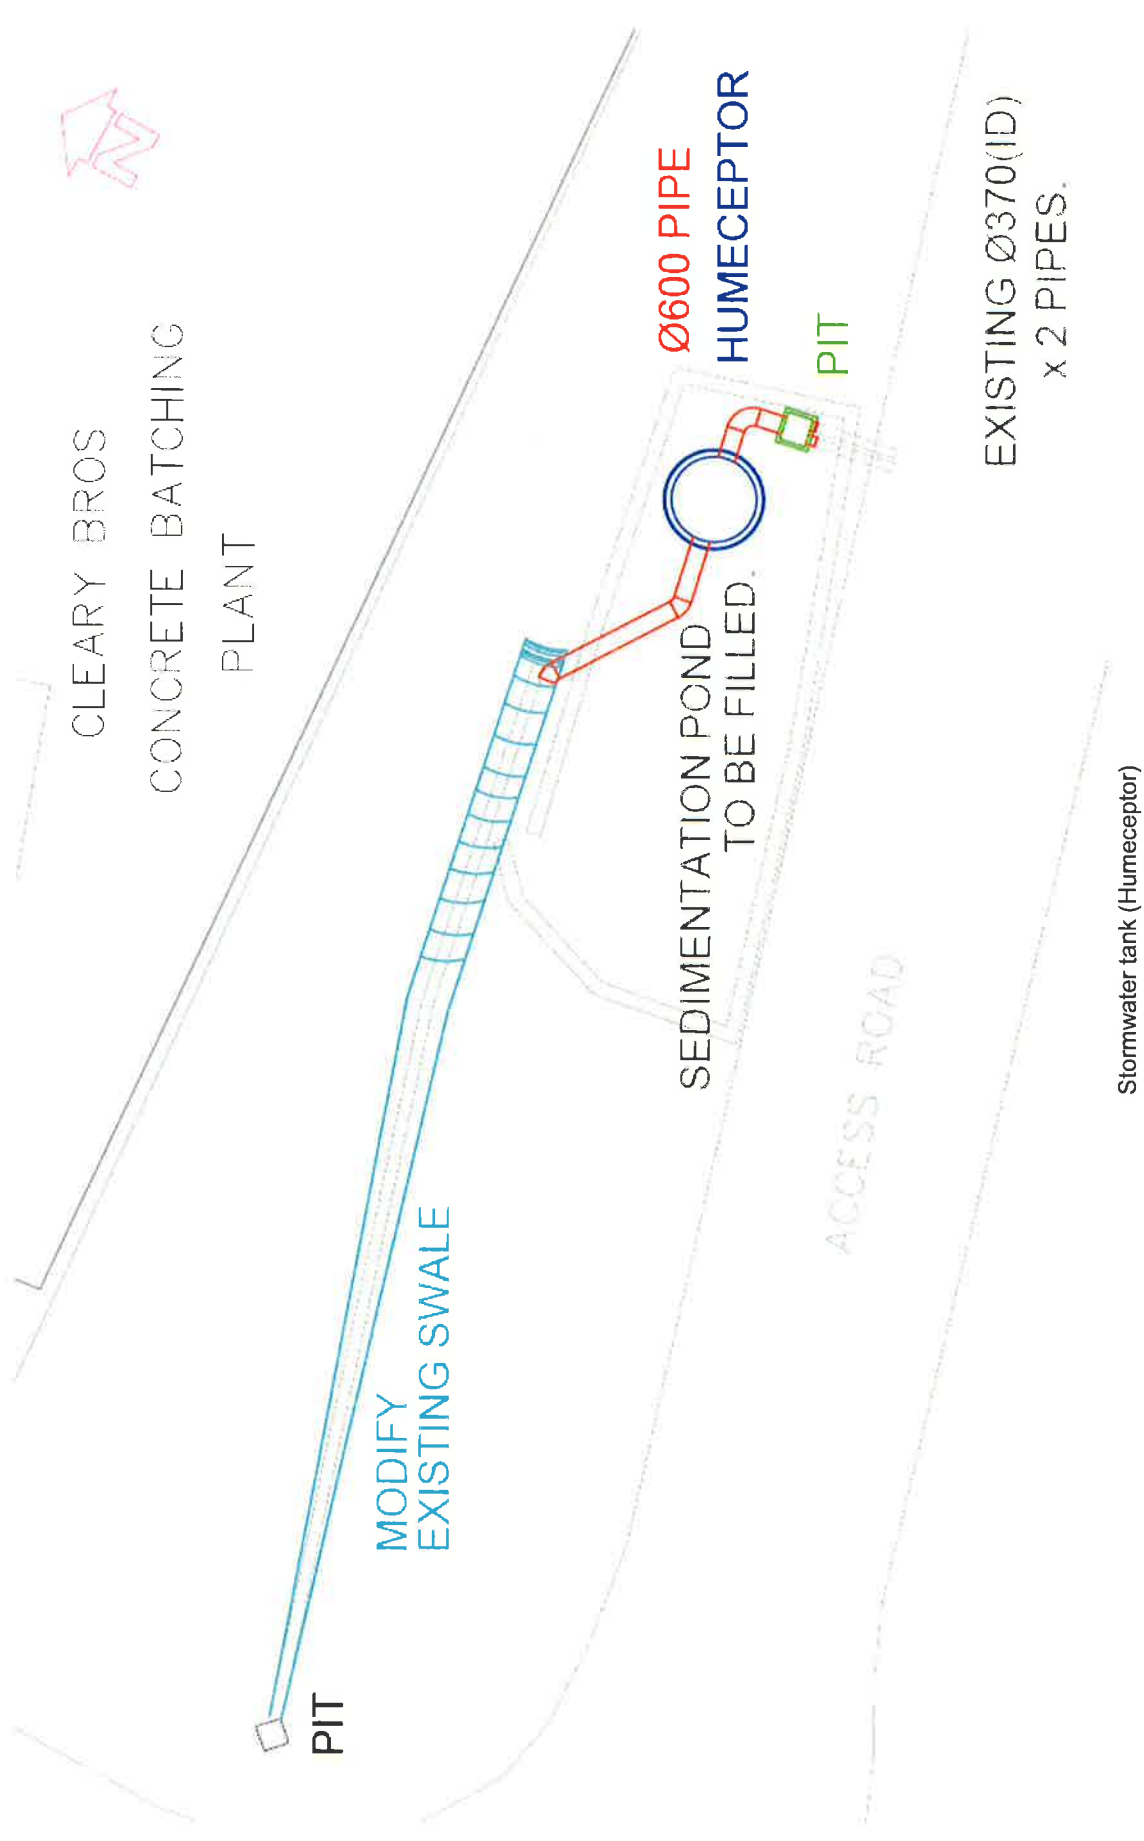 CLEARY BROS
CONCRETE BATCHING
PLANT
N
Ø600 PIPE
HUMECEPTOR
PIT
EXISTING Ø370(ID)
x 2 PIPES.
SEDIMENTATION POND
TO BE FILLED.
MODIFY
EXISTING SWALE
PIT
ACCESS ROAD
Stormwater tank (Humeceptor)